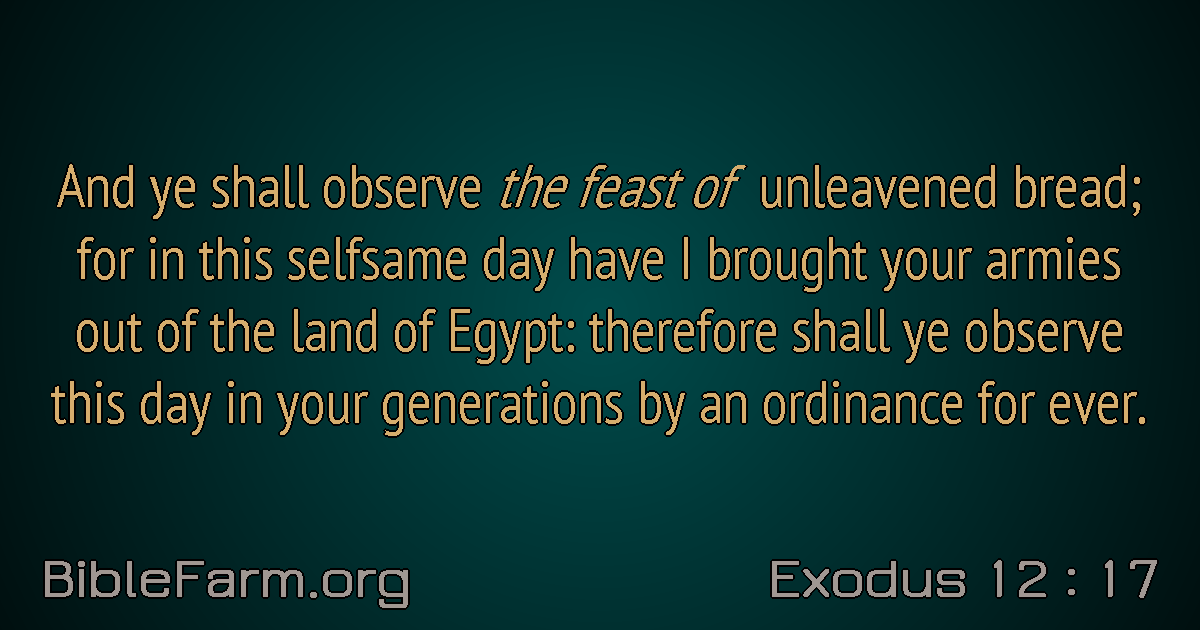 And ye shall observe the feast of unleavened bread;
for in this selfsame day have I brought your armies
out of the land of Egypt: therefore shall ye observe
this day in your generations by an ordinance for ever.
BibleFarm.org
Exodus 12 : 17